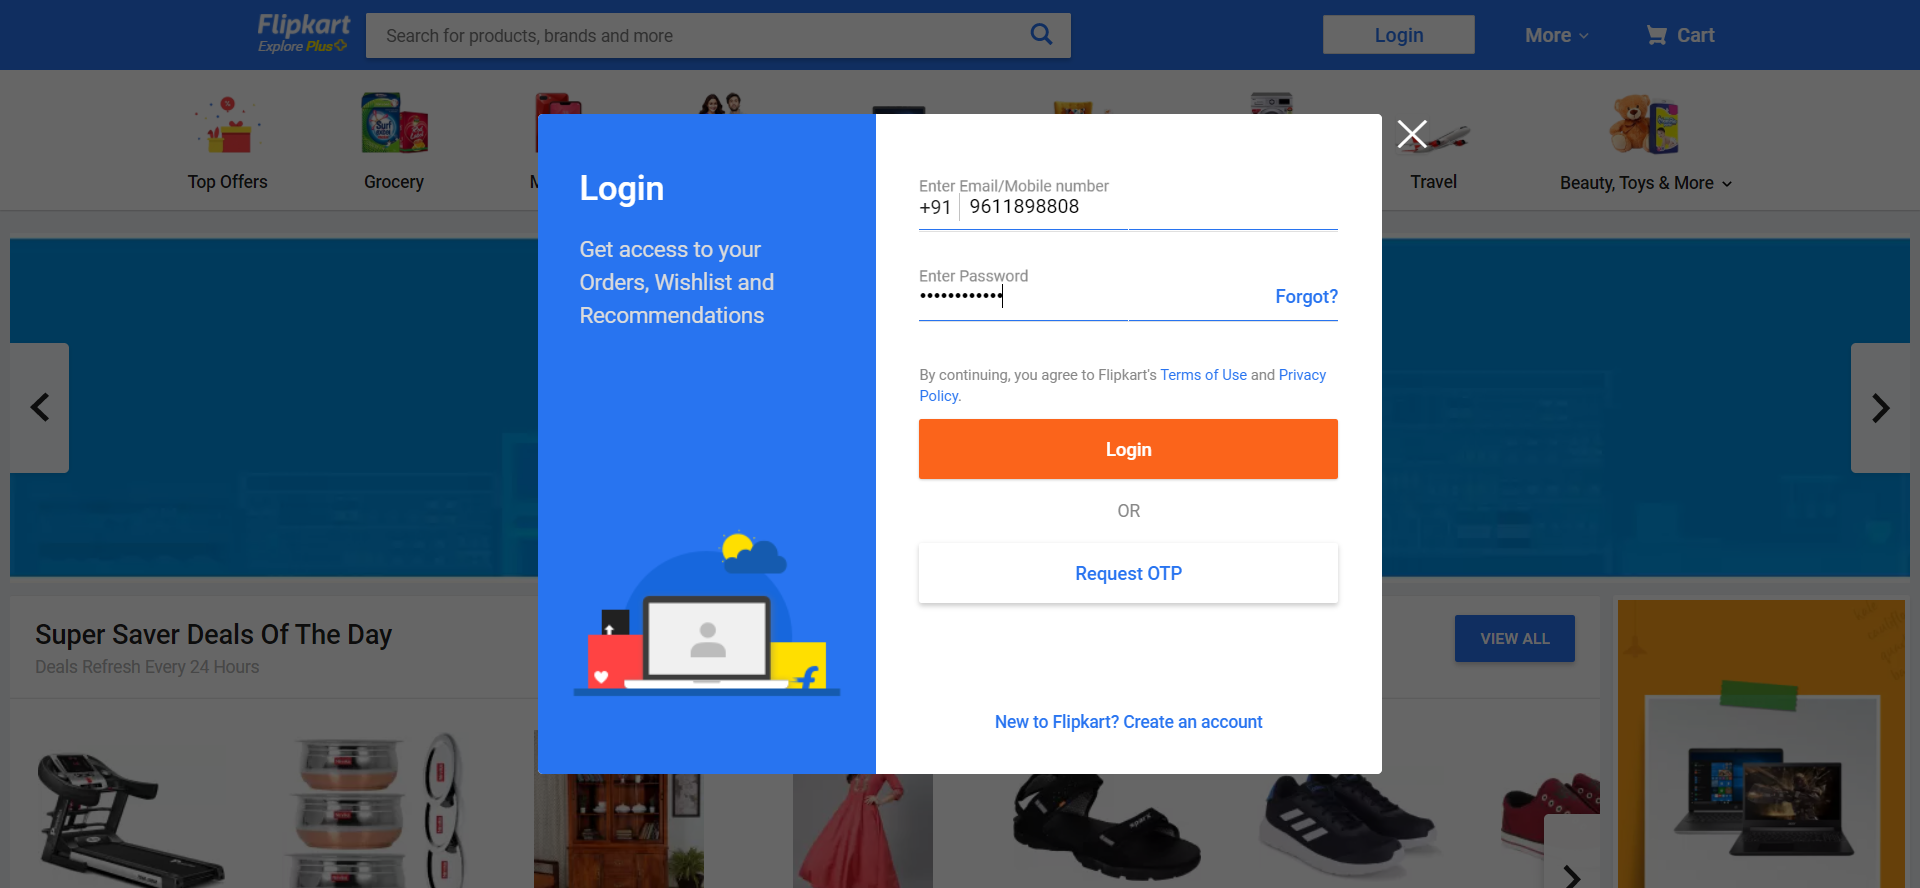 Flipkart
Explore Plus
Search for products, brands and more
Login
More
Cart
Top Offers
Grocery
Travel
Beauty, Toys & More
Login
Get access to your
Orders, Wishlist and
Recommendations
Enter Email/Mobile number
+91 9611898808
Enter Password
••••••••••••
Forgot?
By continuing, you agree to Flipkart's Terms of Use and Privacy
Policy.
Login
OR
Request OTP
New to Flipkart? Create an account
Super Saver Deals Of The Day
Deals Refresh Every 24 Hours
VIEW ALL